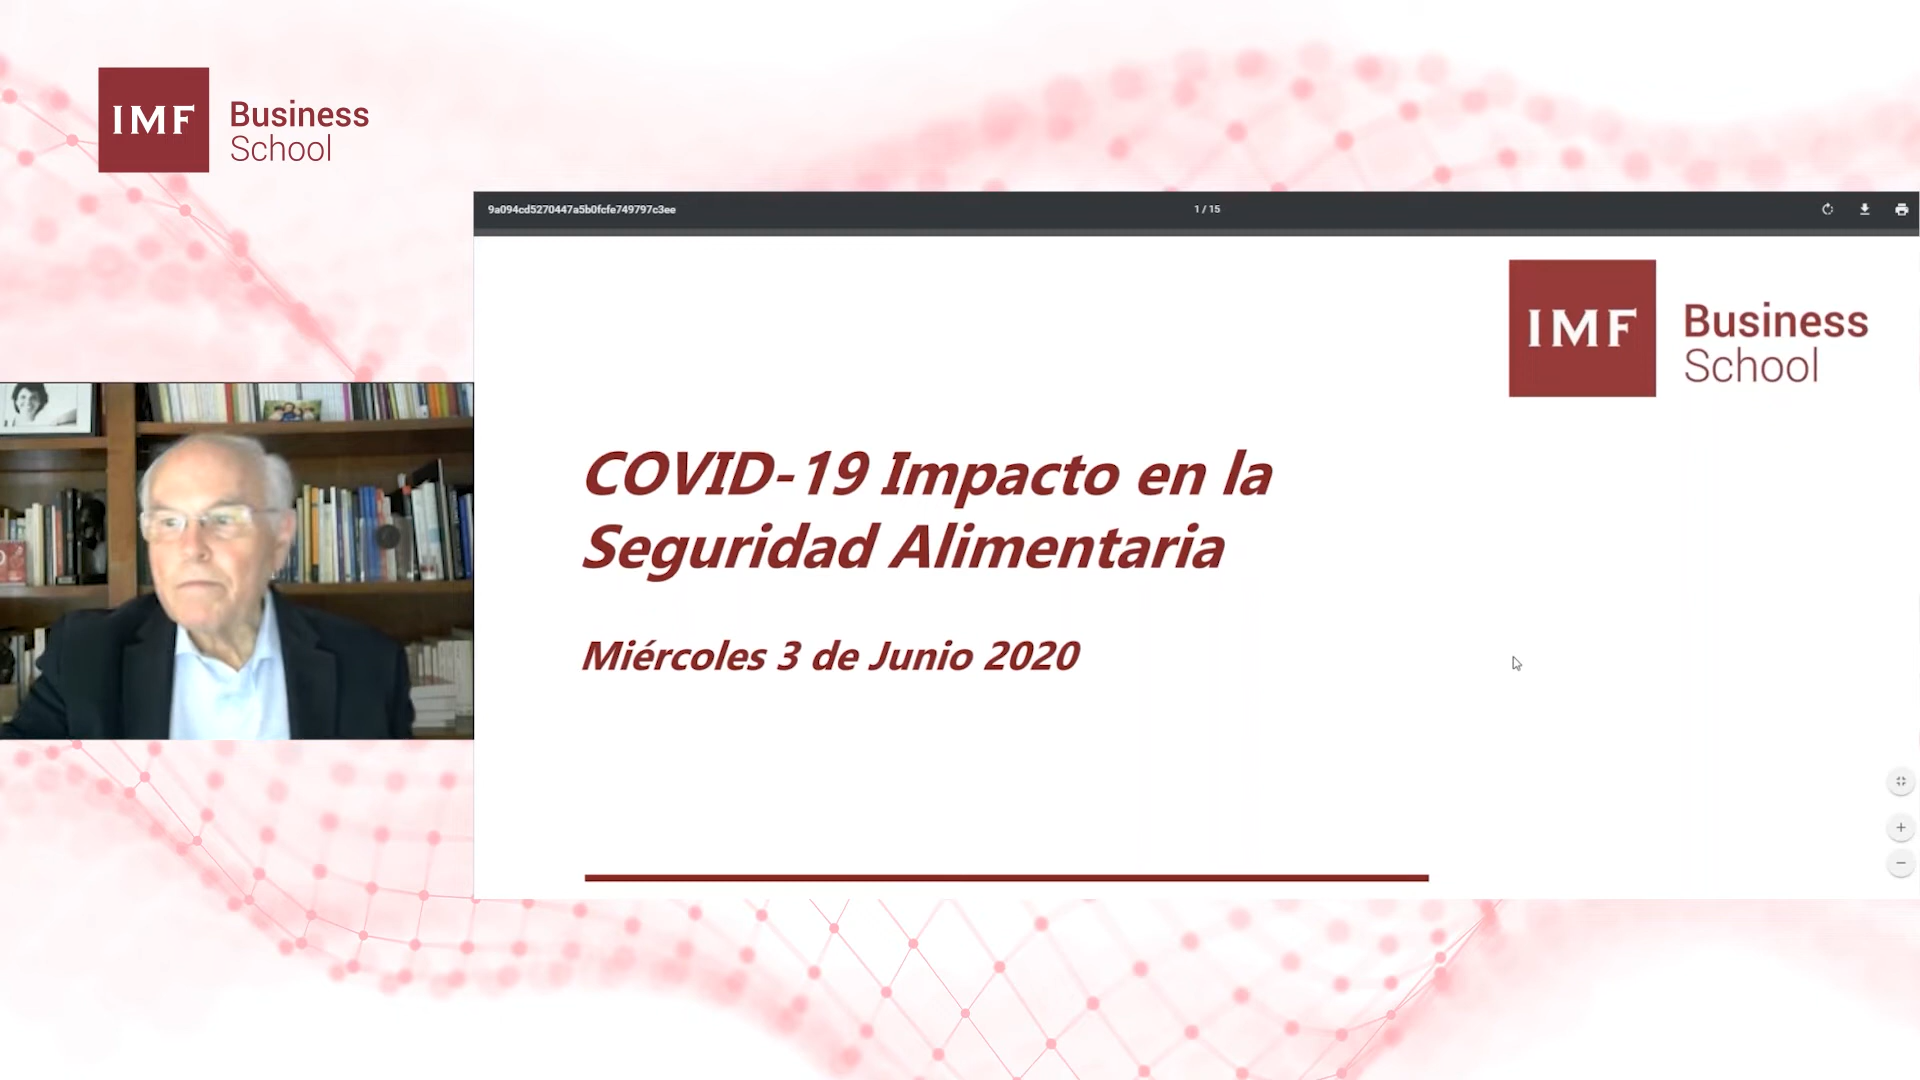 IMF Business
School
9a094cd5270447a5b0fcfe749797c3ee
1 / 15
IMF Business
School
COVID-19 Impacto en la
Seguridad Alimentaria
Miércoles 3 de Junio 2020